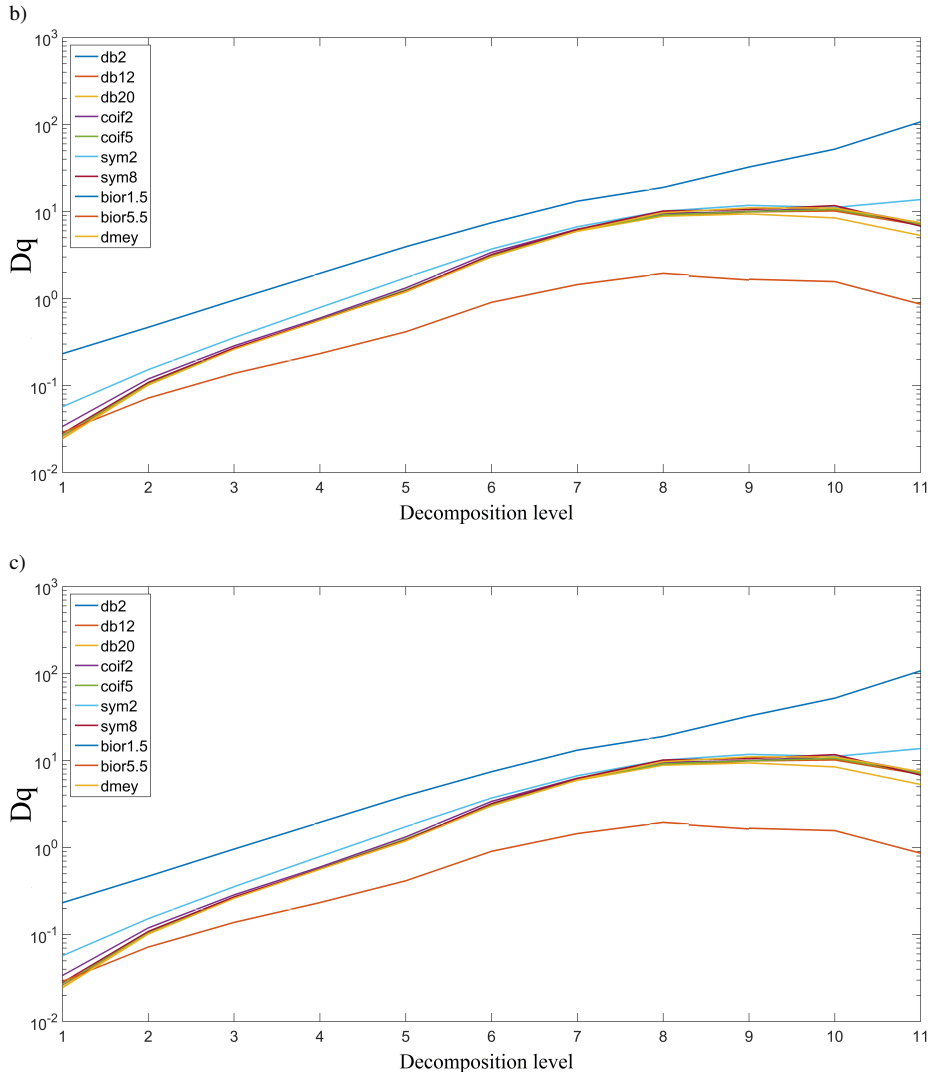 b)
10^3
10^2
10^1
10^0
10^-1
10^-2
Dq
db2
db12
db20
coif2
coif5
sym2
sym8
bior1.5
bior5.5
dmey
1 2 3 4 5 6 7 8 9 10 11
Decomposition level
c)
10^3
10^2
10^1
10^0
10^-1
10^-2
Dq
db2
db12
db20
coif2
coif5
sym2
sym8
bior1.5
bior5.5
dmey
1 2 3 4 5 6 7 8 9 10 11
Decomposition level